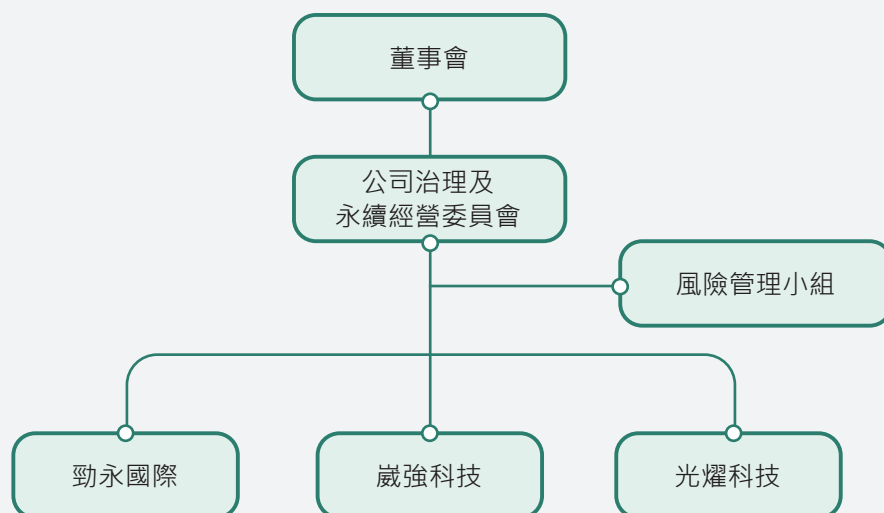 董事會
公司治理及
永續經營委員會
風險管理小組
勁永國際
崴強科技
光燿科技